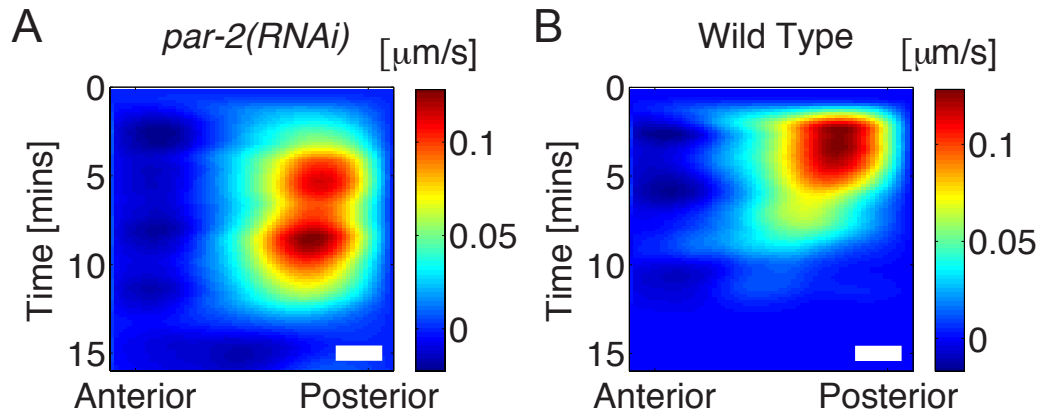 A
par-2(RNAi)
[μm/s]
0
5
10
15
Time [mins]
Anterior
Posterior
0.1
0.05
0
B
Wild Type
[μm/s]
0
5
10
15
Time [mins]
Anterior
Posterior
0.1
0.05
0